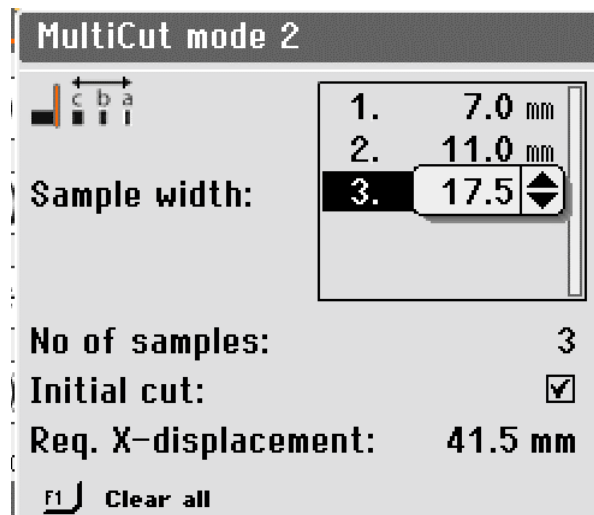 MultiCut mode 2
c b a
1. 7.0 mm
2. 11.0 mm
Sample width: 3. 17.5
No of samples: 3
Initial cut:
Req. X-displacement: 41.5 mm
F1 Clear all